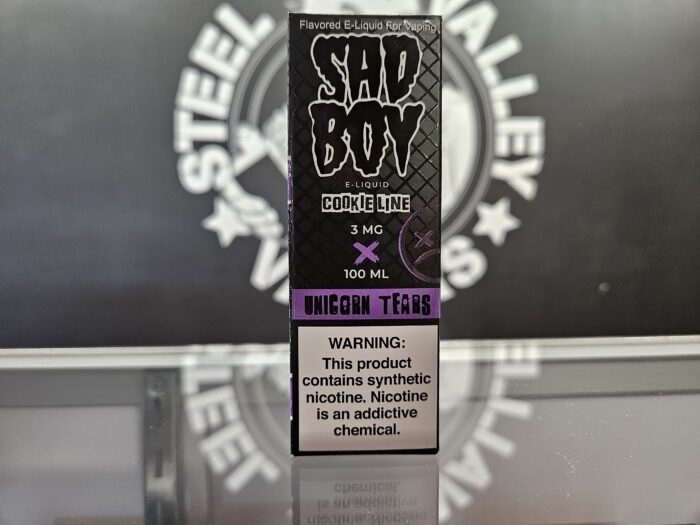 STEEL VALLEY
Flavored E-Liquid For Vaping
SAD
BOY
E-LIQUID
COOKIE LINE
3 MG
X
100 ML
UNICORN TEARS
WARNING:
This product
contains synthetic
nicotine. Nicotine
is an addictive
chemical.